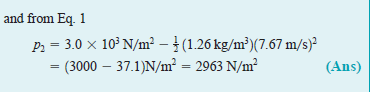 and from Eq. 1
p₂ = 3.0 × 10³ N/m² − ½ (1.26 kg/m³)(7.67 m/s)²
= (3000 − 37.1)N/m² = 2963 N/m² (Ans)